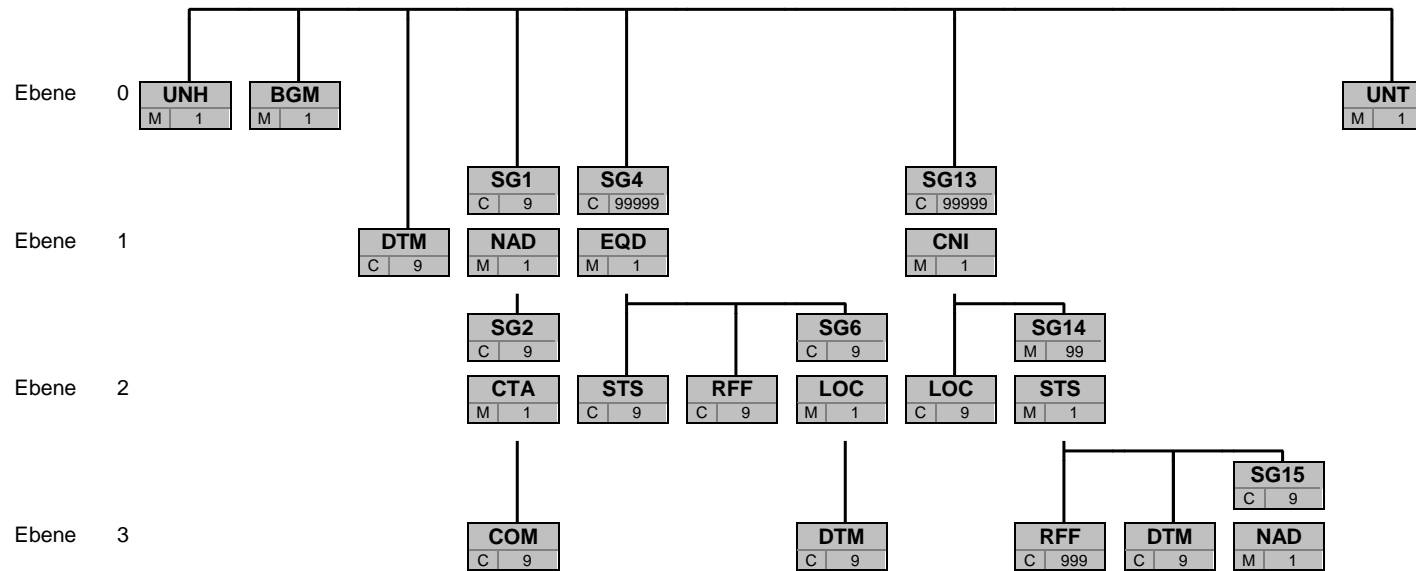 Ebene 0 UNH BGM UNT
M 1 M 1 M 1
SG1 SG4 SG13
C 9 C 99999 C 99999
Ebene 1 DTM NAD EQD CNI
C 9 M 1 M 1 M 1
SG2 SG6 SG14
C 9 C 9 M 99
Ebene 2 CTA STS RFF LOC LOC STS
M 1 C 9 C 9 M 1 C 9 M 1
SG15
C 9
Ebene 3 COM DTM RFF DTM NAD
C 9 C 9 C 999 C 9 M 1